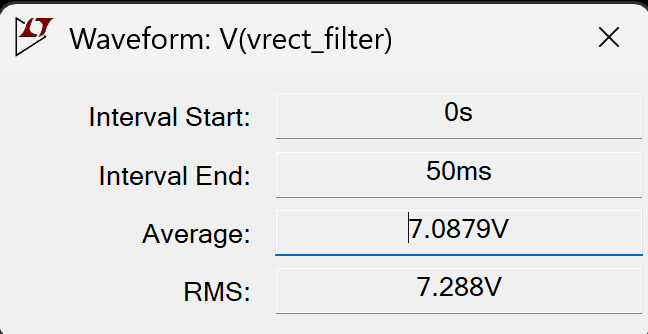 Waveform: V(vrect_filter)
Interval Start: 0s
Interval End: 50ms
Average: 7.0879V
RMS: 7.288V